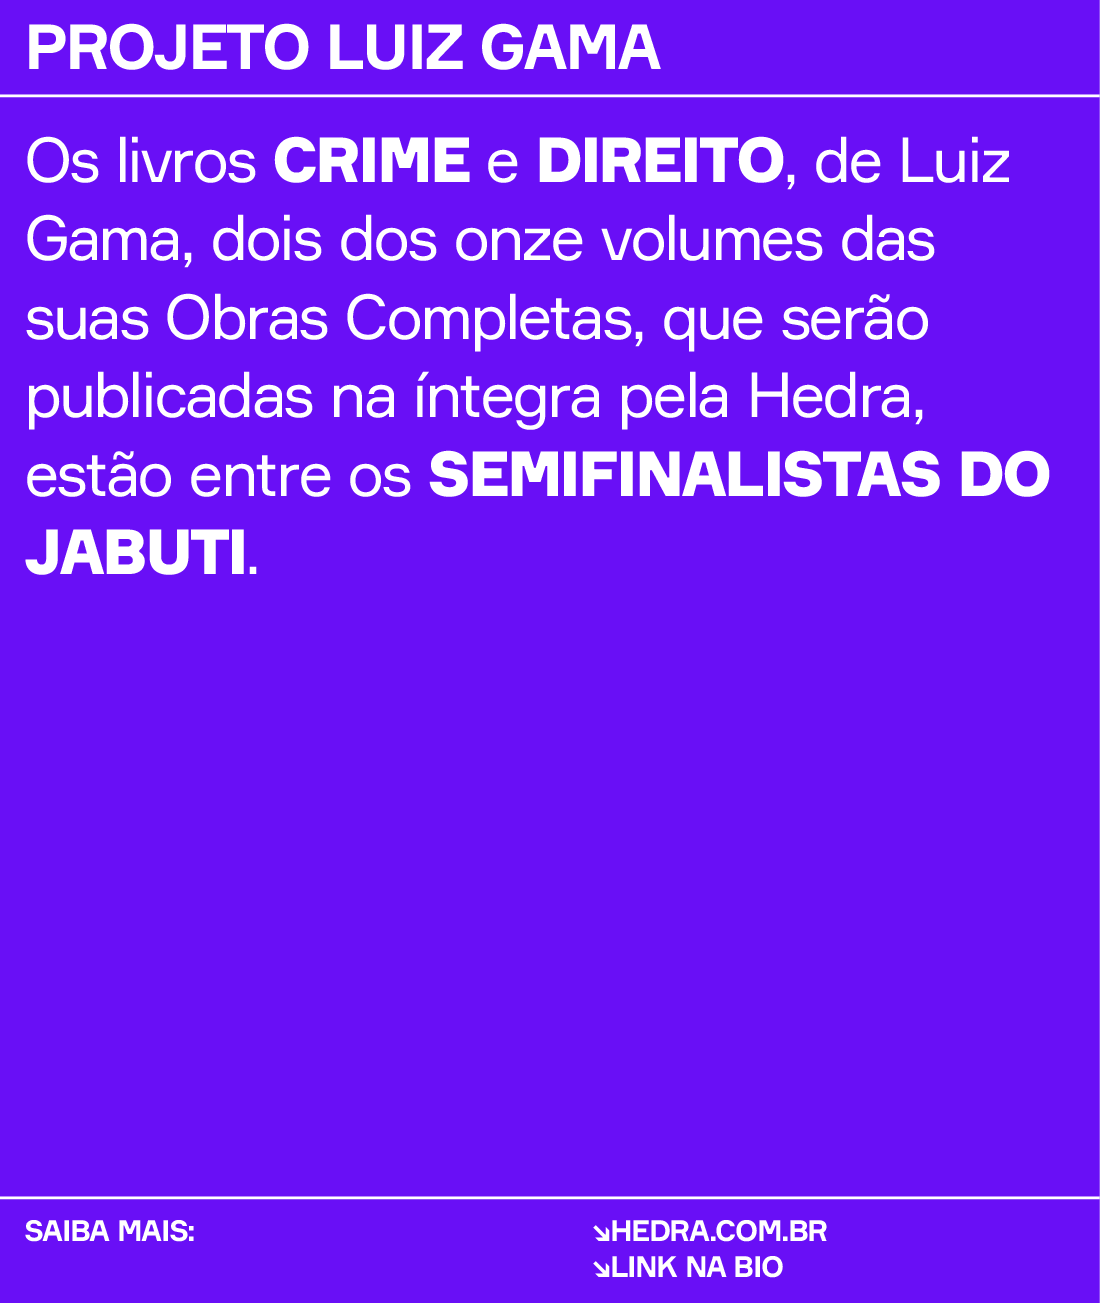 PROJETO LUIZ GAMA
Os livros CRIME e DIREITO, de Luiz
Gama, dois dos onze volumes das
suas Obras Completas, que serão
publicadas na íntegra pela Hedra,
estão entre os SEMIFINALISTAS DO
JABUTI.
SAIBA MAIS:
↘HEDRA.COM.BR
↘LINK NA BIO